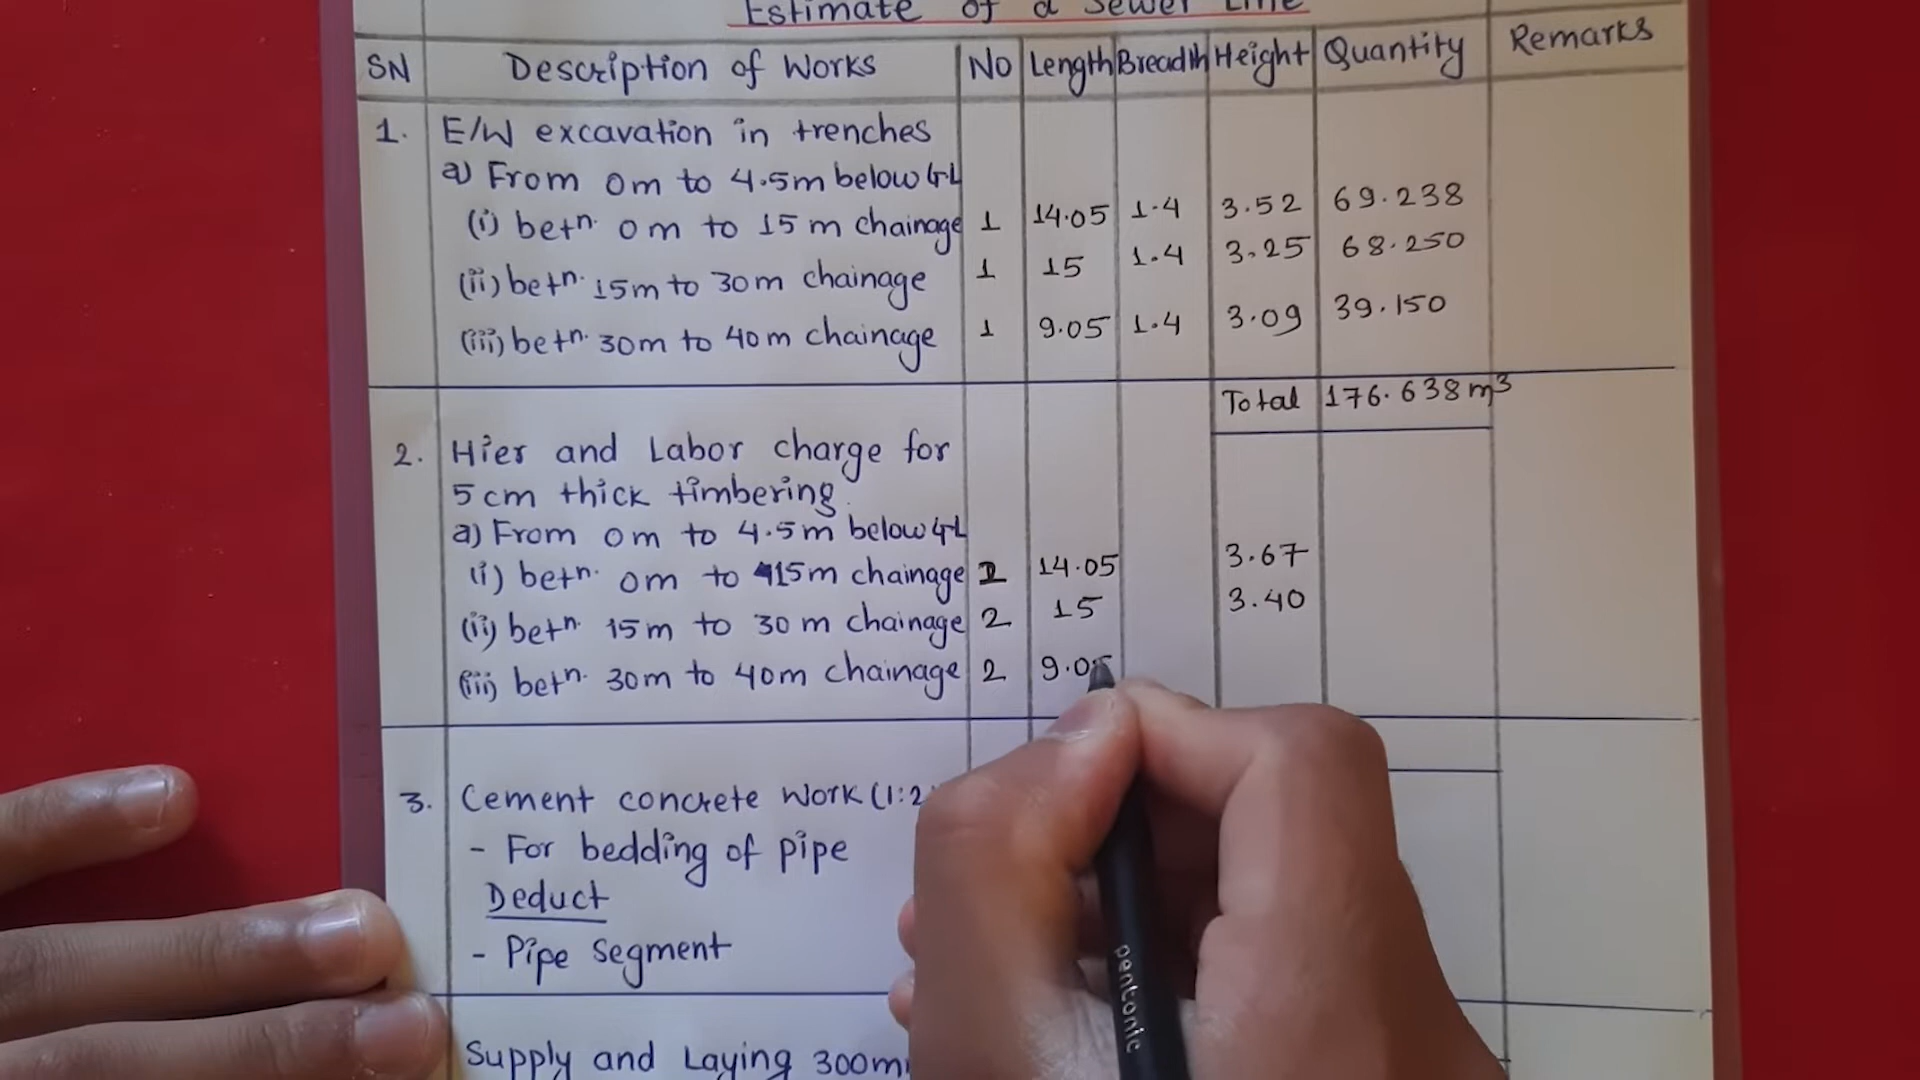 Estimate of a Sewer Line
SN Description of Works No Length Breadth Height Quantity Remarks
1. E/W excavation in trenches
a) From 0m to 4.5m below GL
(i) betn. 0m to 15m chainage 1 14.05 1.4 3.52 69.238
(ii) betn. 15m to 30m chainage 1 15 1.4 3.25 68.250
(iii) betn. 30m to 40m chainage 1 9.05 1.4 3.09 39.150
Total 176.638 m³
2. Hier and Labor charge for
5cm thick timbering.
a) From 0m to 4.5m below GL
(i) betn. 0m to 15m chainage 2 14.05 3.67
(ii) betn. 15m to 30m chainage 2 15 3.40
(iii) betn. 30m to 40m chainage 2 9.05
3. Cement concrete work (1:2
- For bedding of pipe
Deduct
- Pipe segment
Supply and Laying 300m
pentonic